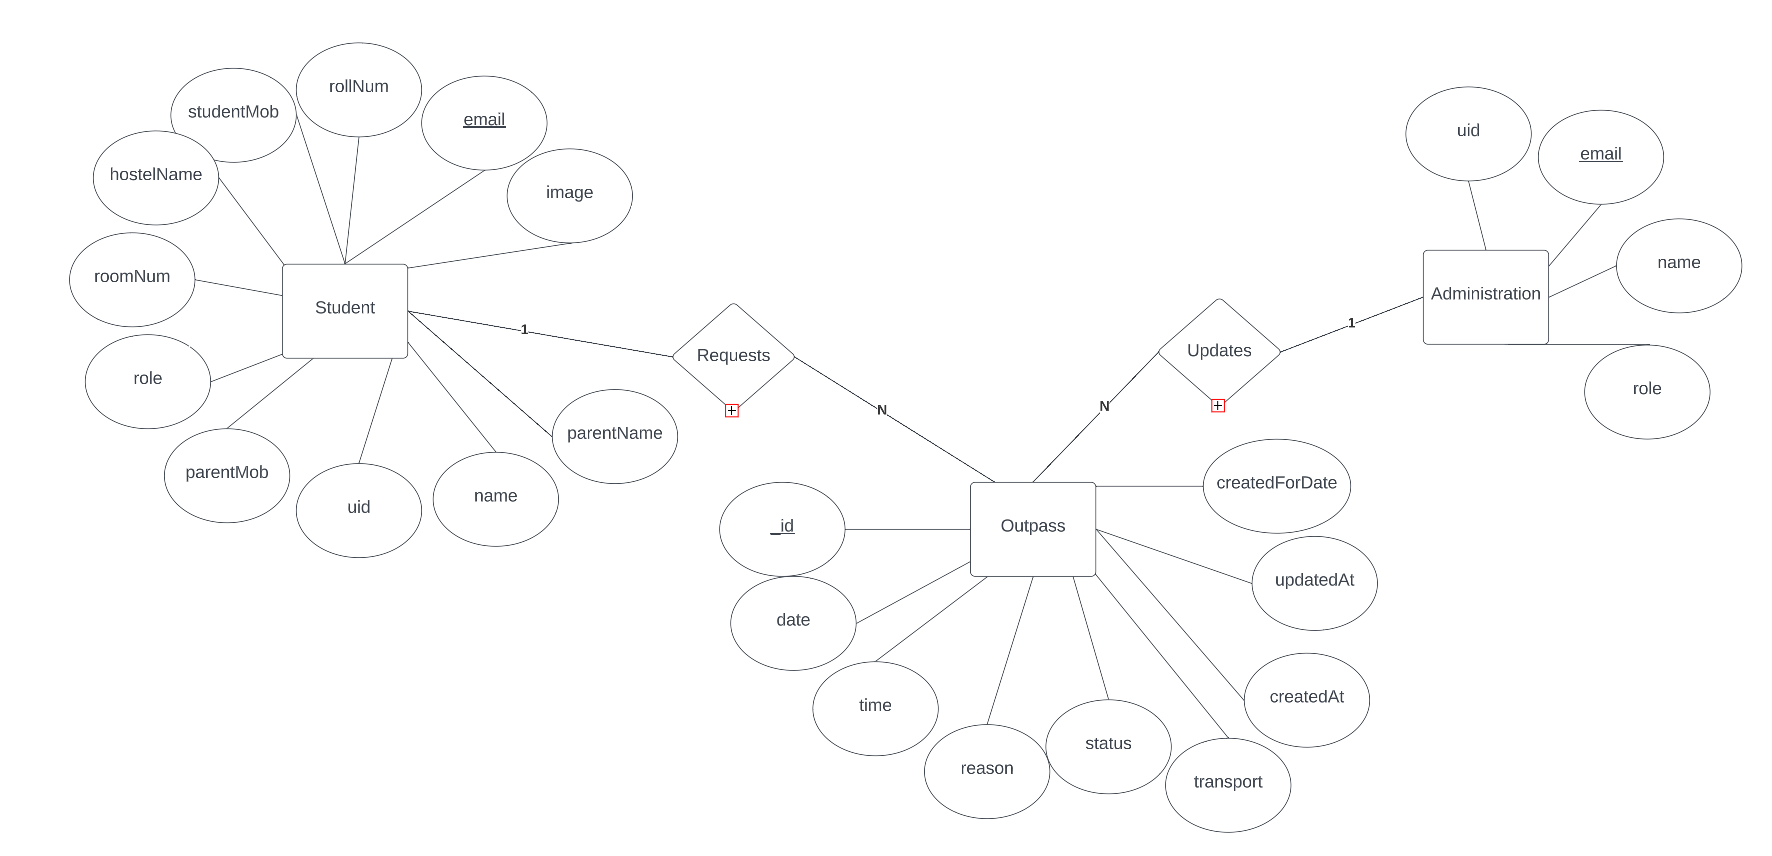 rollNum
studentMob
email
hostelName
image
roomNum
Student
role
parentMob
uid
name
parentName
1
Requests
N
uid
email
name
Administration
role
1
Updates
N
Outpass
_id
date
time
reason
status
transport
createdAt
updatedAt
createdForDate
+
+